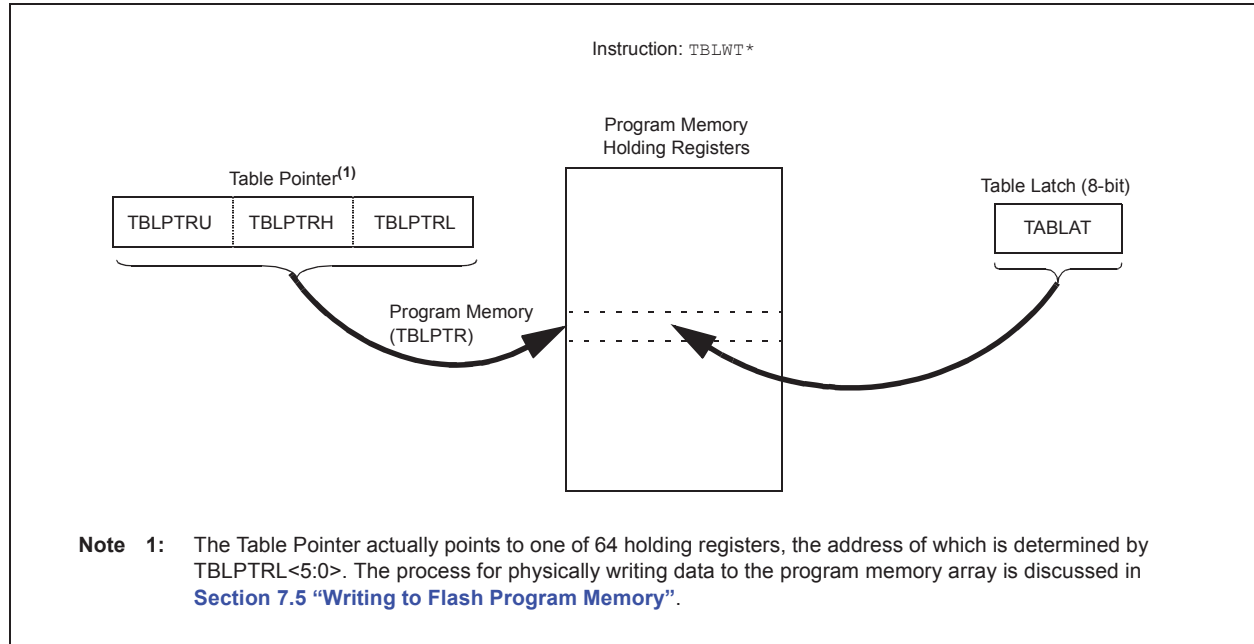 Instruction: TBLWT*
Program Memory
Holding Registers
Table Pointer(1)
Table Latch (8-bit)
TBLPTRU TBLPTRH TBLPTRL
TABLAT
Program Memory
(TBLPTR)
Note 1: The Table Pointer actually points to one of 64 holding registers, the address of which is determined by
TBLPTRL<5:0>. The process for physically writing data to the program memory array is discussed in
Section 7.5 “Writing to Flash Program Memory”.